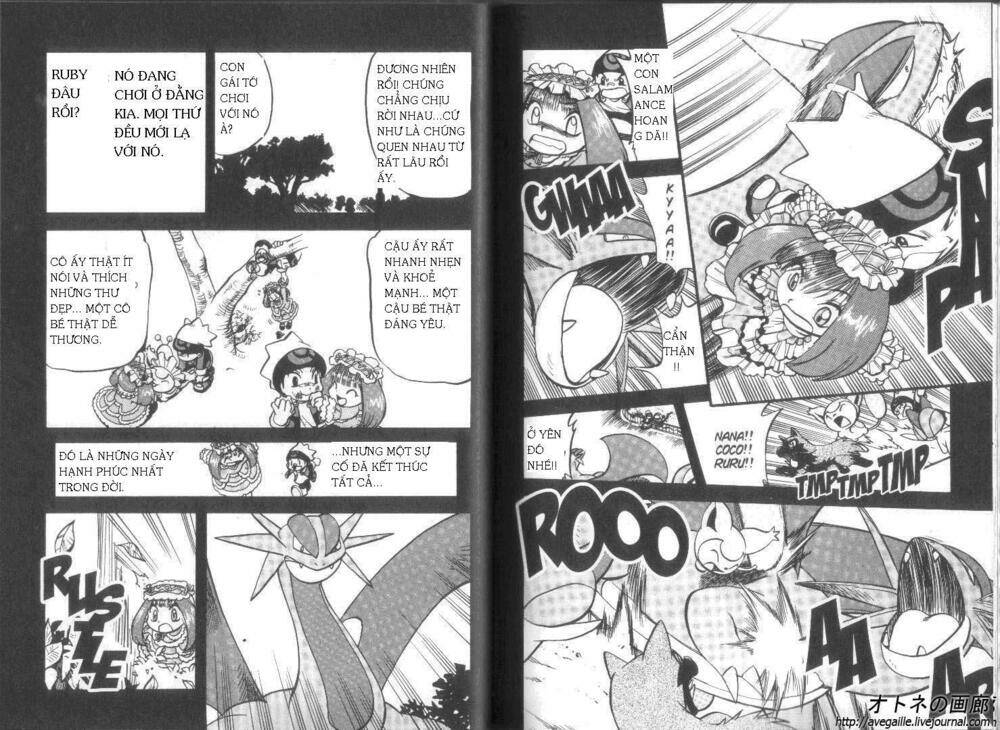 RUBY
ĐÂU
RỒI?
NÓ ĐANG
CHƠI Ở ĐẰNG
KIA. MỌI THỨ
ĐỀU MỚI LẠ
VỚI NÓ.
CON
GÁI TỚ
CHƠI
VỚI NÓ
À?
ĐƯƠNG NHIÊN
RỒI! CHÚNG
CHẲNG CHỊU
RỜI NHAU...CỨ
NHƯ LÀ CHÚNG
QUEN NHAU TỪ
RẤT LÂU RỒI
ẤY.
CÔ ẤY THẬT ÍT
NÓI VÀ THÍCH
NHỮNG THƯ
ĐẸP... MỘT CÔ
BÉ THẬT DỄ
THƯƠNG.
CẬU ẤY RẤT
NHANH NHẸN
VÀ KHOẺ
MẠNH... MỘT
CẬU BÉ THẬT
ĐÁNG YÊU.
ĐÓ LÀ NHỮNG NGÀY
HẠNH PHÚC NHẤT
TRONG ĐỜI.
...NHƯNG MỘT SỰ
CỐ ĐÃ KẾT THÚC
TẤT CẢ...
RUSTLE
MỘT
CON
SALAM
ANCE
HOANG
G DÃ!!
GWAAA
KYYAA!!
CẨN
THẬN
!!
SLAP
Ở YÊN
ĐÓ
NHÉ!!
NANA!!
COCO!!
RURU!!
TMP TMP TMP
ROOO
AA
AA
オトネの画廊
http://avegaille.livejournal.com/